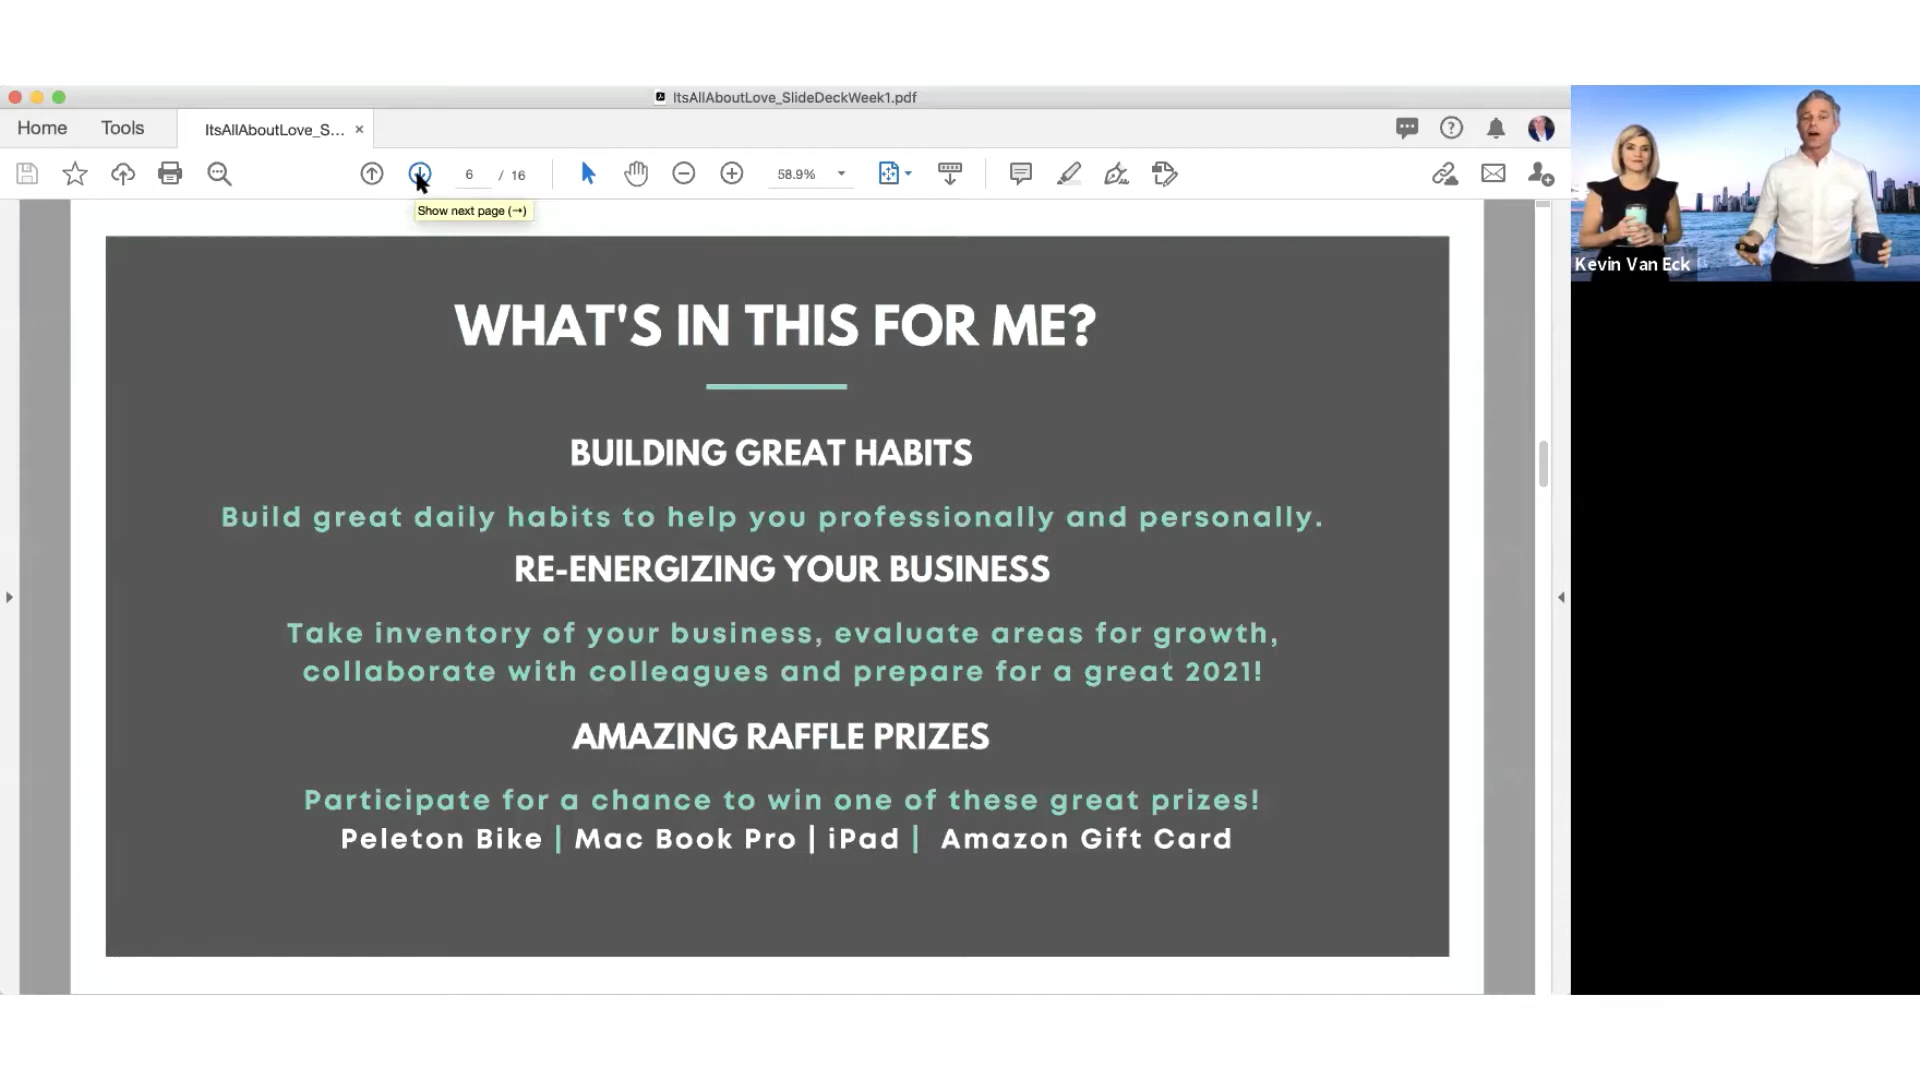 ItsAllAboutLove_SlideDeckWeek1.pdf
Home Tools ItsAllAboutLove_S... ×
6 / 16 58.9%
Show next page (→)
Kevin Van Eck
WHAT'S IN THIS FOR ME?
BUILDING GREAT HABITS
Build great daily habits to help you professionally and personally.
RE-ENERGIZING YOUR BUSINESS
Take inventory of your business, evaluate areas for growth,
collaborate with colleagues and prepare for a great 2021!
AMAZING RAFFLE PRIZES
Participate for a chance to win one of these great prizes!
Peleton Bike | Mac Book Pro | iPad | Amazon Gift Card